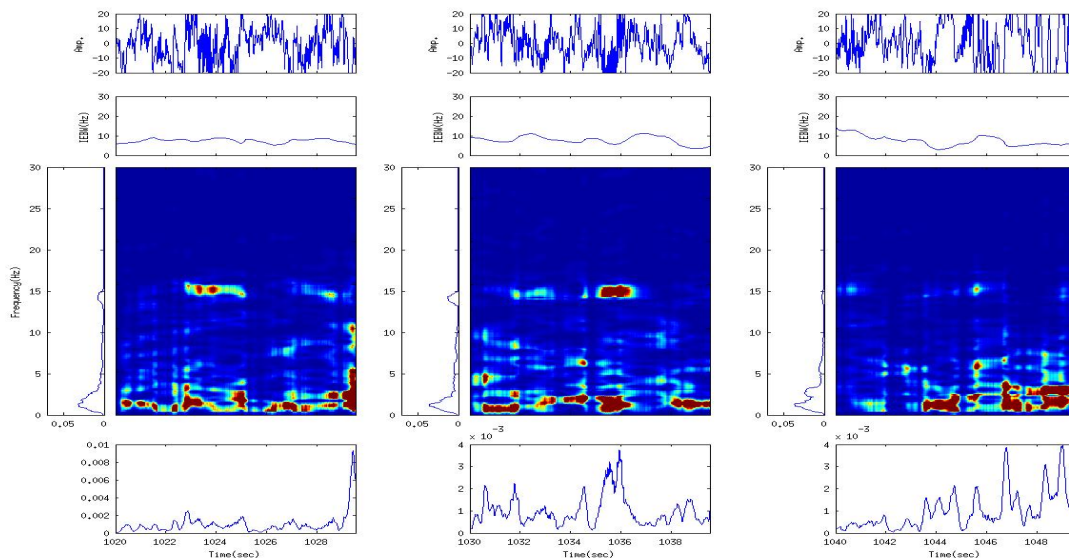 20 20 20
10 10 10
Amp. 0 Amp. 0 Amp. 0
-10 -10 -10
-20 -20 -20
30 30 30
20 20 20
IEBW(Hz) 10 IEBW(Hz) 10 IEBW(Hz) 10
0 0 0
30 30 30
25 25 25
20 20 20
Frequency(Hz) 15 15 15
10 10 10
5 5 5
0 0 0
0.05 0 0.05 0 0.05 0
x 10 -3 x 10 -3
0.01 4 4
0.008 3 3
0.006
0.004 2 2
0.002 1 1
0 0 0
1020 1022 1024 1026 1028 1030 1032 1034 1036 1038 1040 1042 1044 1046 1048
Time(sec) Time(sec) Time(sec)